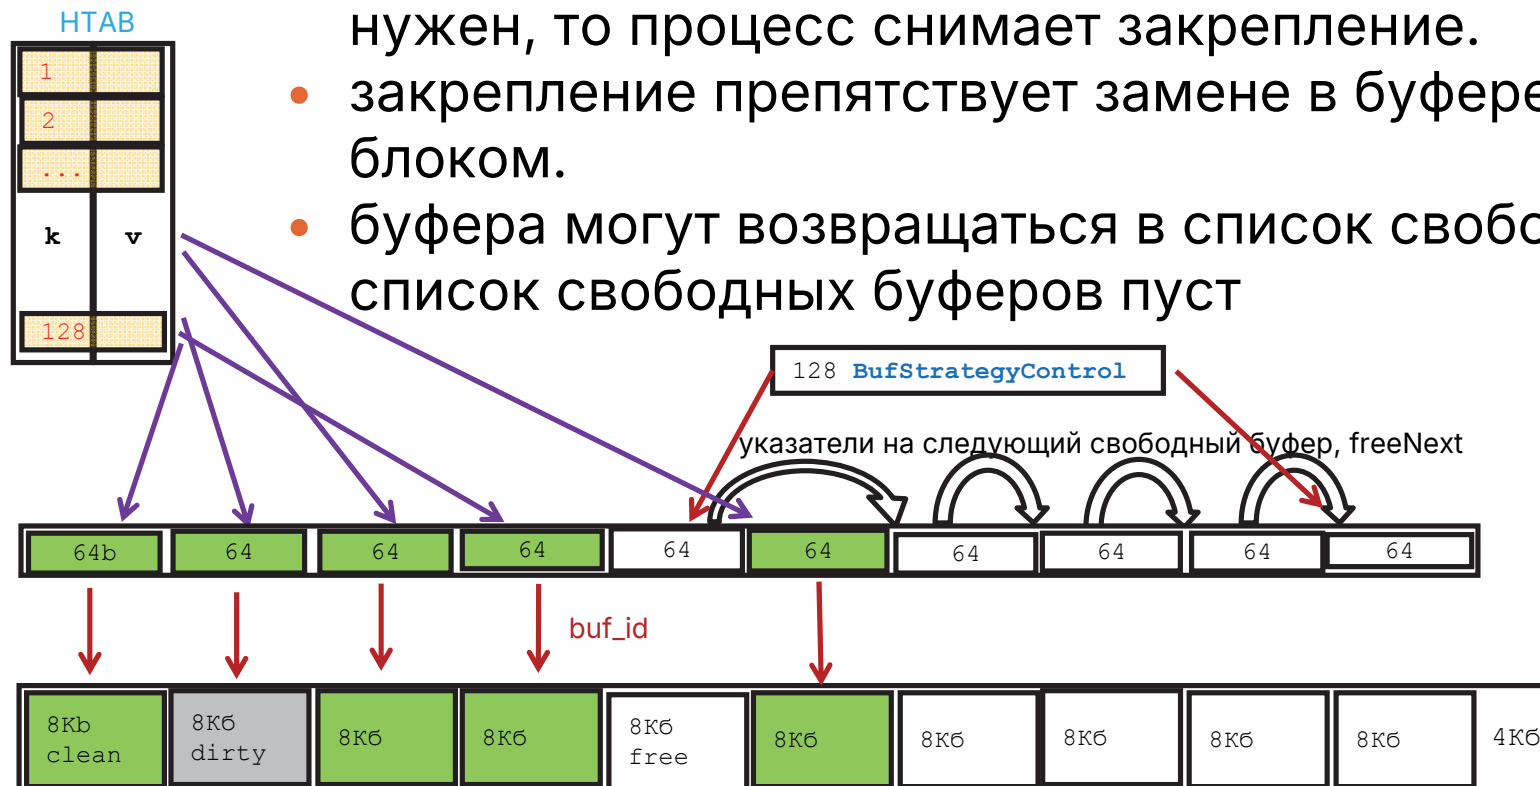 HTAB
нужен, то процесс снимает закрепление.
закрепление препятствует замене в буфере
блоком.
буфера могут возвращаться в список свобо
список свободных буферов пуст
1
2
...
k v
128
128 BufStrategyControl
указатели на следующий свободный буфер, freeNext
64b 64 64 64 64 64 64 64 64 64
buf_id
8Kb clean
8Кб dirty
8Кб
8Кб
8Кб free
8Кб
8Кб
8Кб
8Кб
8Кб
4Кб